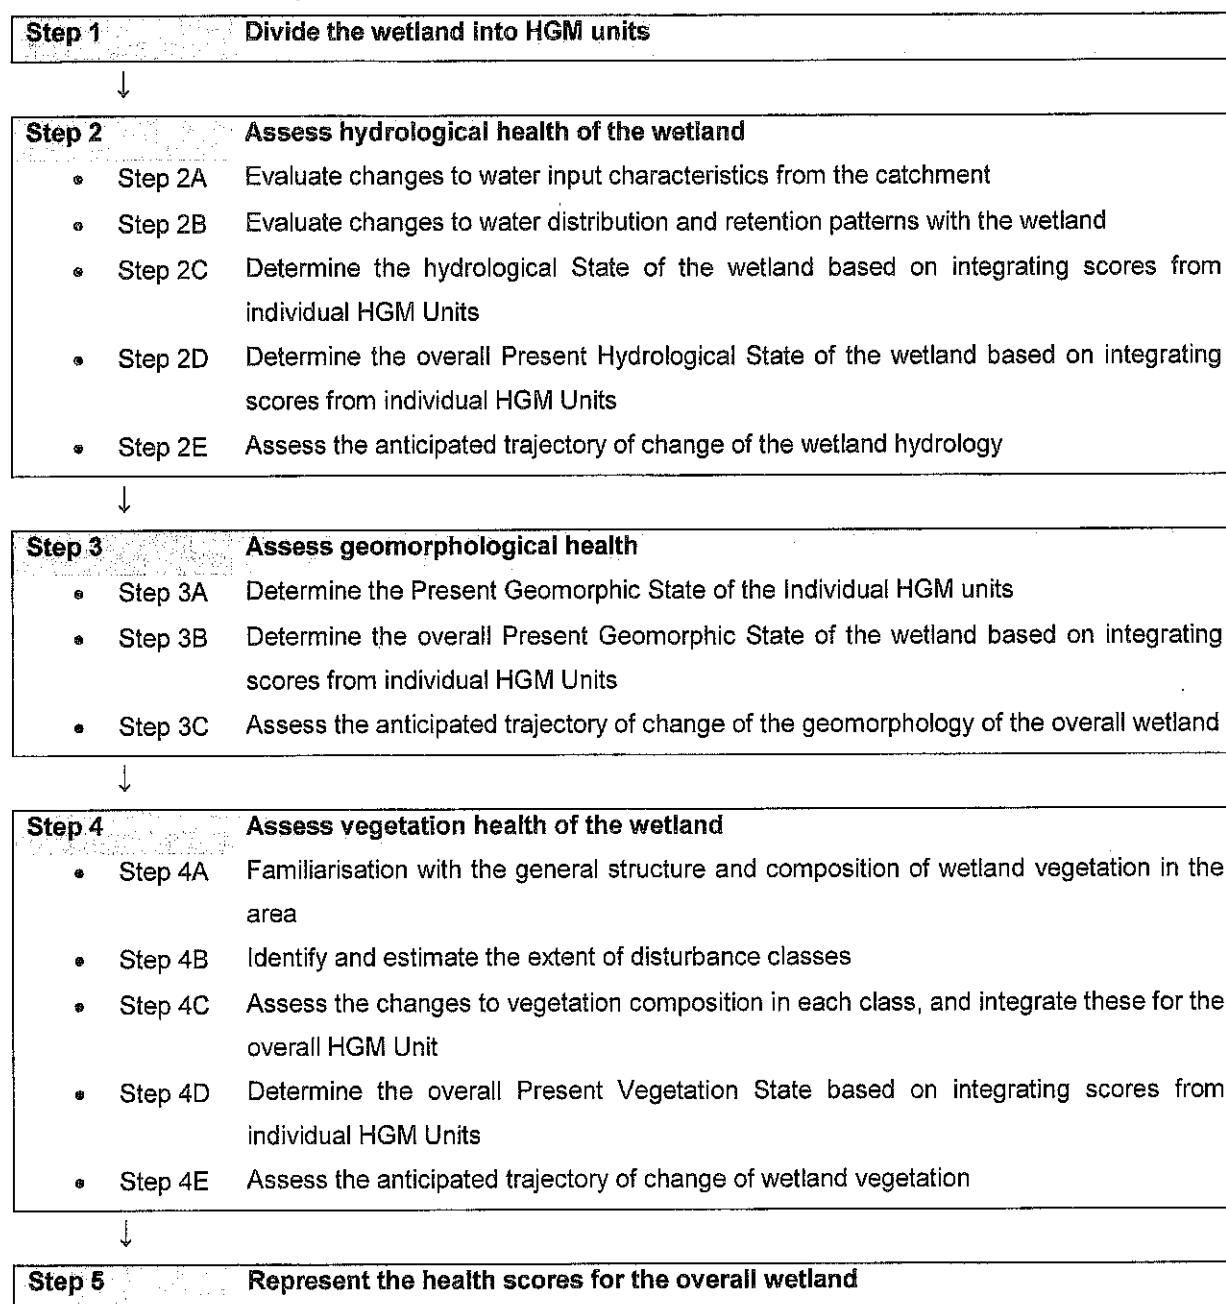 Step 1 Divide the wetland into HGM units
↓
Step 2 Assess hydrological health of the wetland
• Step 2A Evaluate changes to water input characteristics from the catchment
• Step 2B Evaluate changes to water distribution and retention patterns with the wetland
• Step 2C Determine the hydrological State of the wetland based on integrating scores from
individual HGM Units
• Step 2D Determine the overall Present Hydrological State of the wetland based on integrating
scores from individual HGM Units
• Step 2E Assess the anticipated trajectory of change of the wetland hydrology
↓
Step 3 Assess geomorphological health
• Step 3A Determine the Present Geomorphic State of the Individual HGM units
• Step 3B Determine the overall Present Geomorphic State of the wetland based on integrating
scores from individual HGM Units
• Step 3C Assess the anticipated trajectory of change of the geomorphology of the overall wetland
↓
Step 4 Assess vegetation health of the wetland
• Step 4A Familiarisation with the general structure and composition of wetland vegetation in the
area
• Step 4B Identify and estimate the extent of disturbance classes
• Step 4C Assess the changes to vegetation composition in each class, and integrate these for the
overall HGM Unit
• Step 4D Determine the overall Present Vegetation State based on integrating scores from
individual HGM Units
• Step 4E Assess the anticipated trajectory of change of wetland vegetation
↓
Step 5 Represent the health scores for the overall wetland